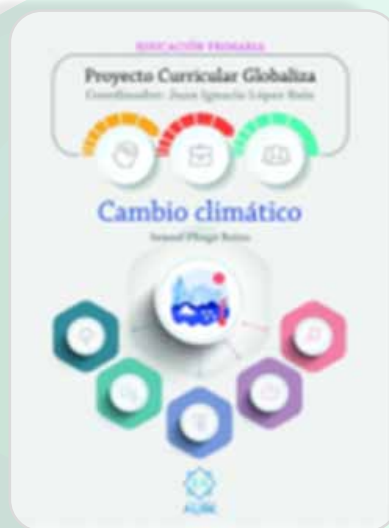 EDUCACIÓN PRIMARIA
Proyecto Curricular Globaliza
Coordinador: Juan Ignacio López Ruiz
Cambio climático